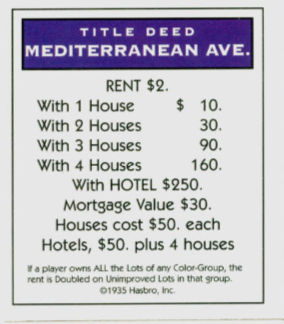 TITLE DEED
MEDITERRANEAN AVE.
RENT $2.
With 1 House $ 10.
With 2 Houses 30.
With 3 Houses 90.
With 4 Houses 160.
With HOTEL $250.
Mortgage Value $30.
Houses cost $50. each
Hotels, $50. plus 4 houses
If a player owns ALL the Lots of any Color-Group, the
rent is Doubled on Unimproved Lots in that group.
©1935 Hasbro, Inc.